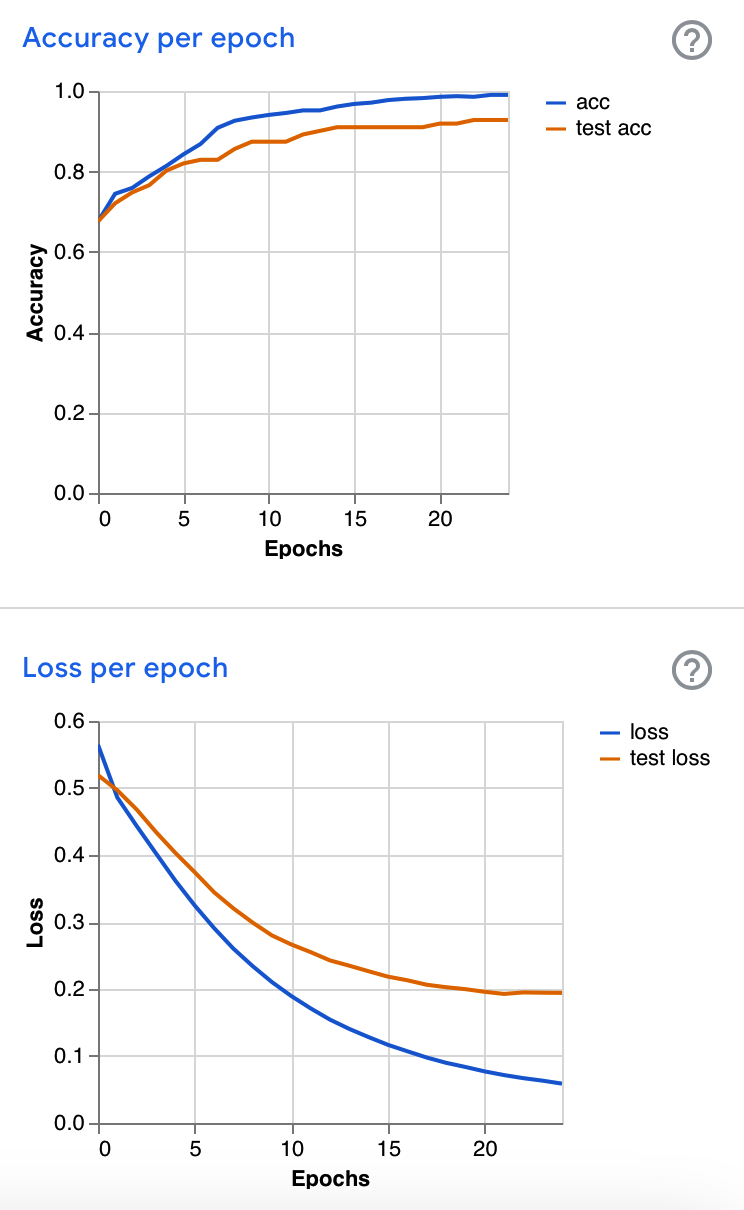 Accuracy per epoch
?
1.0
0.8
0.6
0.4
0.2
0.0
Accuracy
0 5 10 15 20
Epochs
acc
test acc
Loss per epoch
?
0.6
0.5
0.4
0.3
0.2
0.1
0.0
Loss
0 5 10 15 20
Epochs
loss
test loss